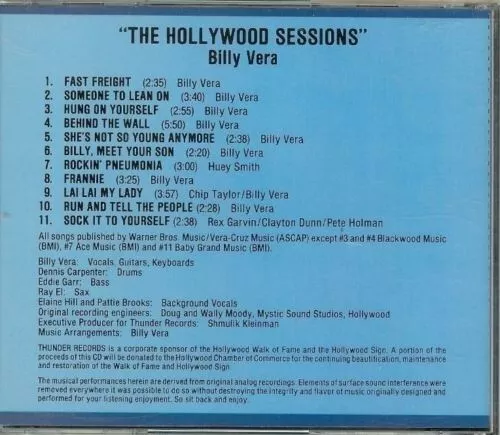 "THE HOLLYWOOD SESSIONS"
Billy Vera
1. FAST FREIGHT (2:35) Billy Vera
2. SOMEONE TO LEAN ON (3:40) Billy Vera
3. HUNG ON YOURSELF (2:55) Billy Vera
4. BEHIND THE WALL (5:50) Billy Vera
5. SHE'S NOT SO YOUNG ANYMORE (2:38) Billy Vera
6. BILLY, MEET YOUR SON (2:20) Billy Vera
7. ROCKIN' PNEUMONIA (3:00) Huey Smith
8. FRANNIE (3:25) Billy Vera
9. LAI LAI MY LADY (3:57) Chip Taylor/Billy Vera
10. RUN AND TELL THE PEOPLE (2:28) Billy Vera
11. SOCK IT TO YOURSELF (2:38) Rex Garvin/Clayton Dunn/Pete Holman
All songs published by Warner Bros. Music/Vera-Cruz Music (ASCAP) except #3 and #4 Blackwood Music
(BMI), #7 Ace Music (BMI) and #11 Baby Grand Music (BMI).
Billy Vera: Vocals, Guitars, Keyboards
Dennis Carpenter: Drums
Eddie Garr: Bass
Ray El: Sax
Elaine Hill and Pattie Brooks: Background Vocals
Original recording engineers: Doug and Wally Moody, Mystic Sound Studios, Hollywood
Executive Producer for Thunder Records: Shmulik Kleinman
Music Arrangements: Billy Vera
THUNDER RECORDS is a corporate sponsor of the Hollywood Walk of Fame and the Hollywood Sign. A portion of
the proceeds of this CD will be donated to the Hollywood Chamber of Commerce for the continuing beautification, maintenance
and restoration of the Walk of Fame and Hollywood Sign.
The musical performances herein are derived from original analog recordings. Elements of surface sound interference were
removed everywhere it was possible to do so without destroying the integrity and flavor of music originally designed and
performed for your listening enjoyment. So sit back and enjoy.